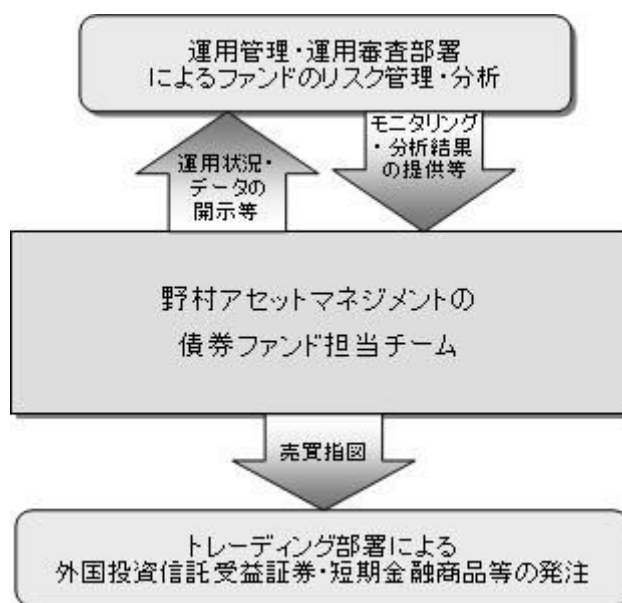 運用管理・運用審査部署
によるファンドのリスク管理・分析
運用状況・
データの
開示等
モニタリング
・分析結果
の提供等
野村アセットマネジメントの
債券ファンド担当チーム
売買指図
トレーディング部署による
外国投資信託受益証券・短期金融商品等の発注